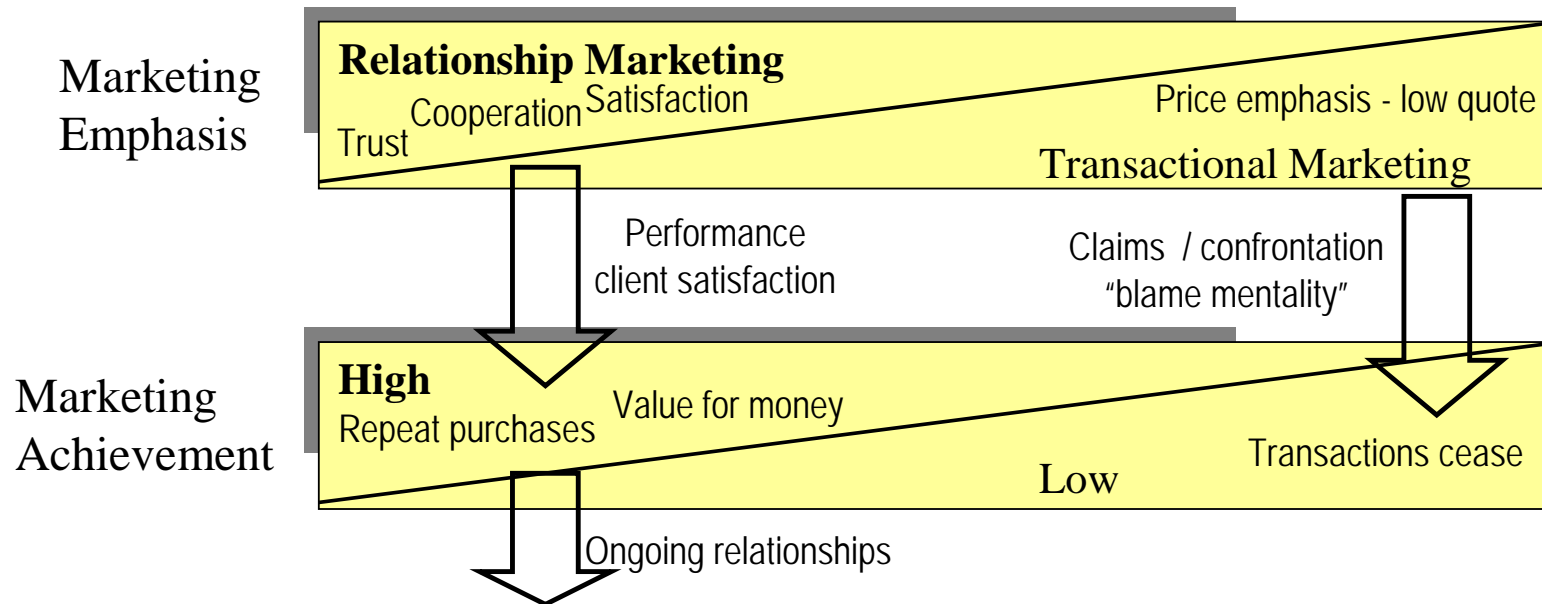 Marketing
Emphasis
Relationship Marketing
Trust
Cooperation
Satisfaction
Price emphasis - low quote
Transactional Marketing
Performance
client satisfaction
Claims / confrontation
“blame mentality”
Marketing
Achievement
High
Repeat purchases
Value for money
Low
Transactions cease
Ongoing relationships